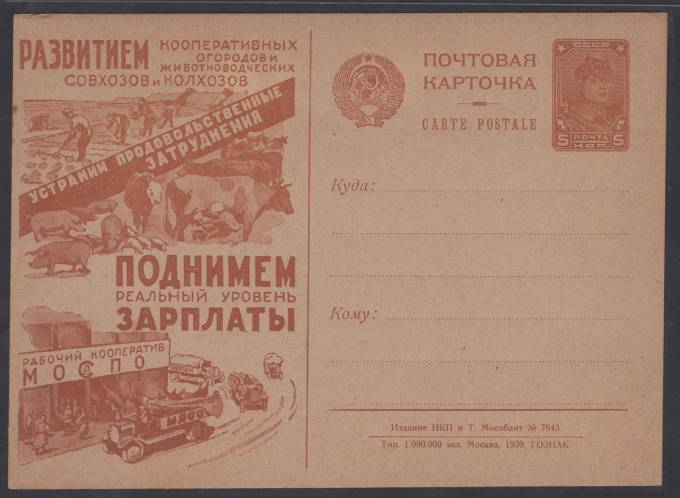 РАЗВИТИЕМ КООПЕРАТИВНЫХ
ОГОРОДОВ И
ЖИВОТНОВОДЧЕСКИХ
СОВХОЗОВ И КОЛХОЗОВ
УСТРАНИМ ПРОДОВОЛЬСТВЕННЫЕ
ЗАТРУДНЕНИЯ
ПОДНИМЕМ
РЕАЛЬНЫЙ УРОВЕНЬ
ЗАРПЛАТЫ
РАБОЧИЙ КООПЕРАТИВ
МОСПО
ОВОЩИ
МЯСО
ПОЧТОВАЯ
КАРТОЧКА
CARTE POSTALE
СССР
5 ПОЧТА 5
КОП.
Куда:
Кому:
Издание НКП и Т. Мособлит № 7645.
Тир. 1.000.000 экз. Москва, 1930. ГОЗНАК.